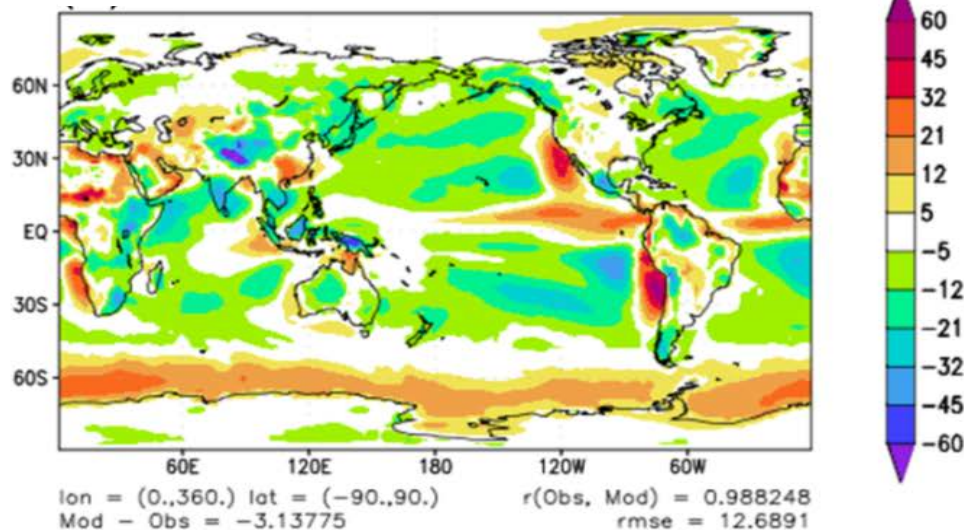 60N
30N
EQ
30S
60S
60E 120E 180 120W 60W
60
45
32
21
12
5
−5
−12
−21
−32
−45
−60
lon = (0.,360.) lat = (−90.,90.) r(Obs, Mod) = 0.988248
Mod − Obs = −3.13775 rmse = 12.6891